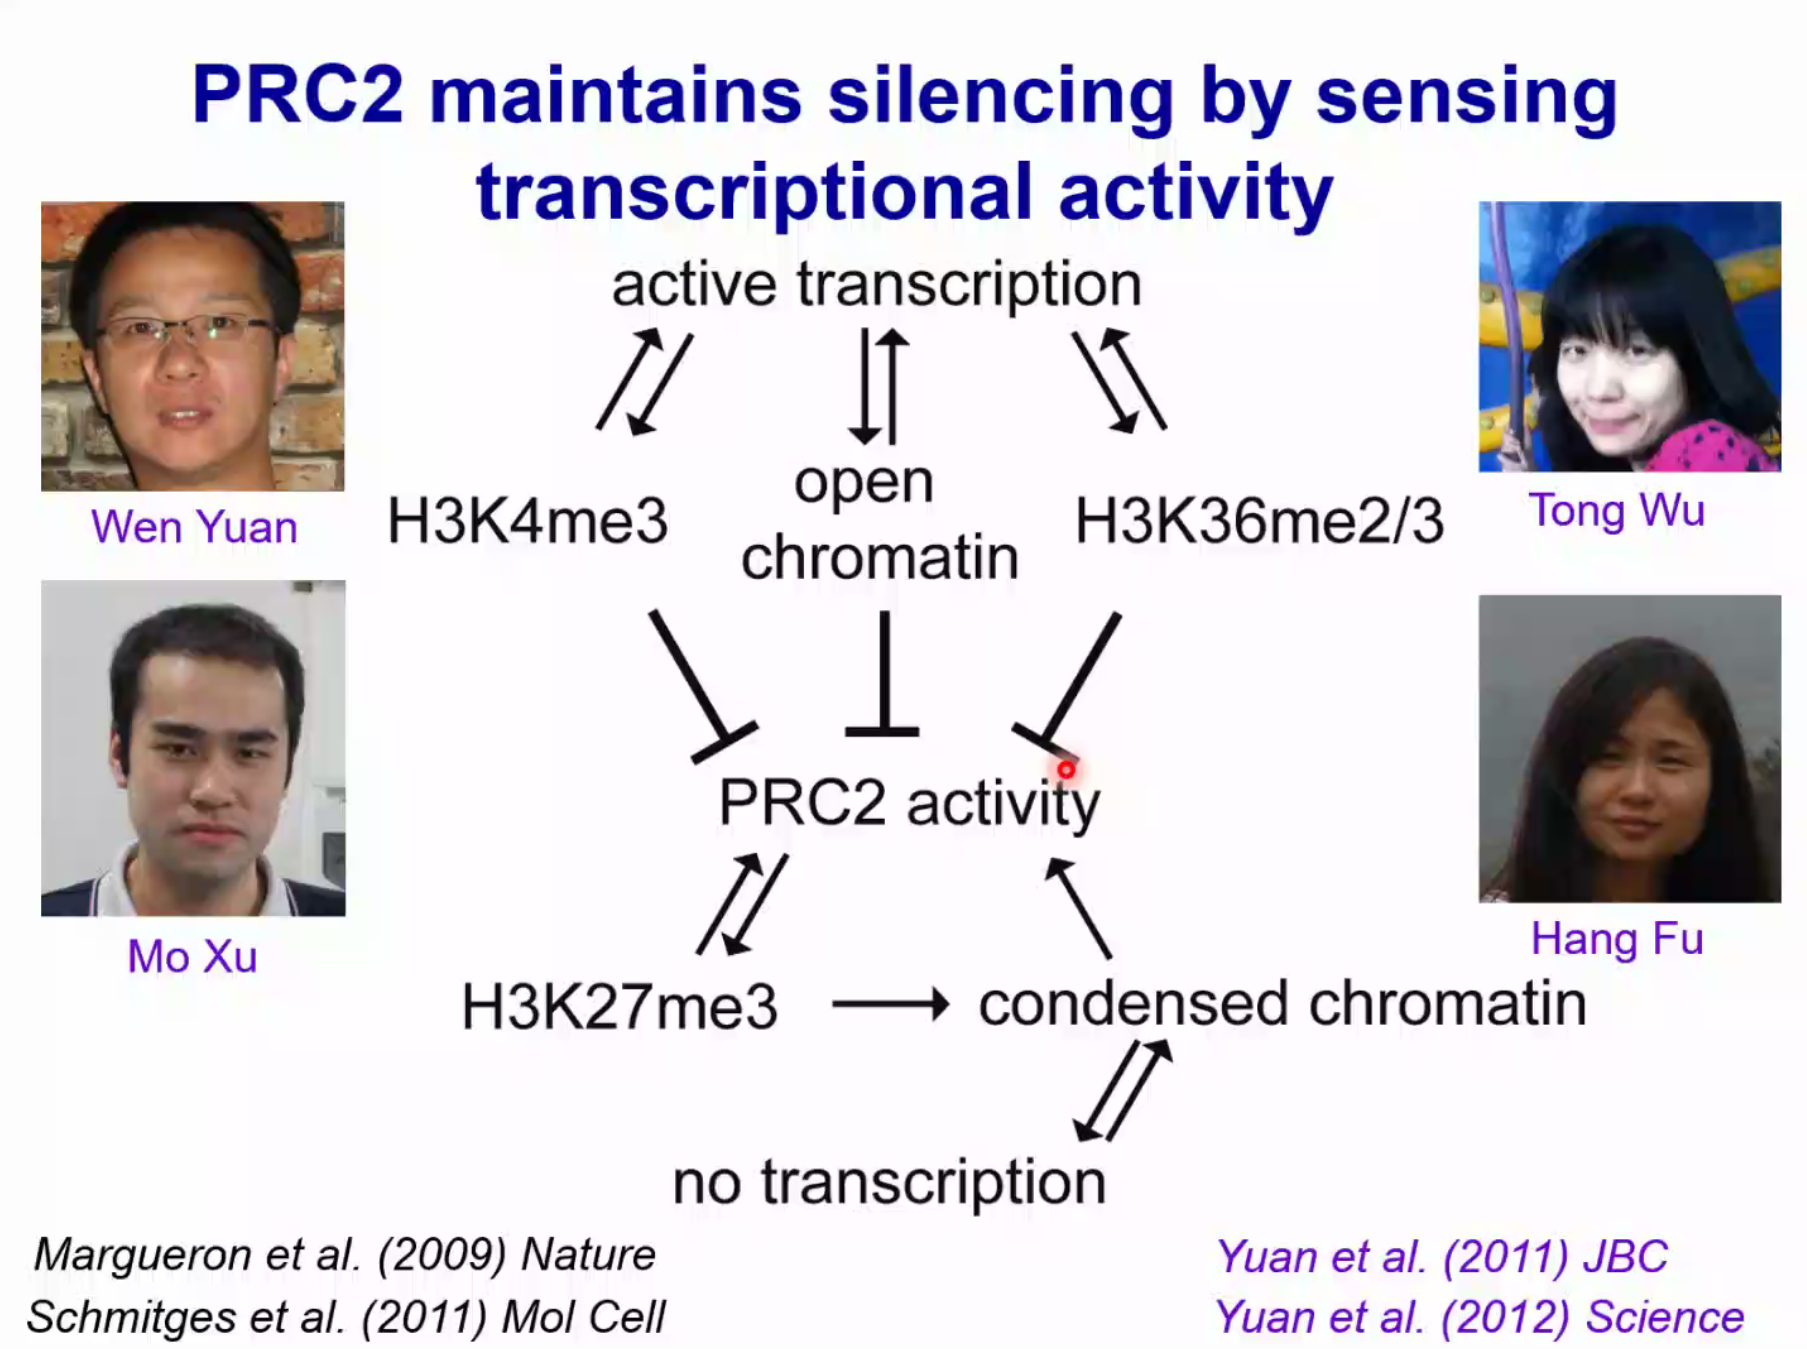 PRC2 maintains silencing by sensing
transcriptional activity
active transcription
H3K4me3
open
chromatin
H3K36me2/3
Wen Yuan
Tong Wu
PRC2 activity
Mo Xu
Hang Fu
H3K27me3
condensed chromatin
no transcription
Margueron et al. (2009) Nature
Schmitges et al. (2011) Mol Cell
Yuan et al. (2011) JBC
Yuan et al. (2012) Science